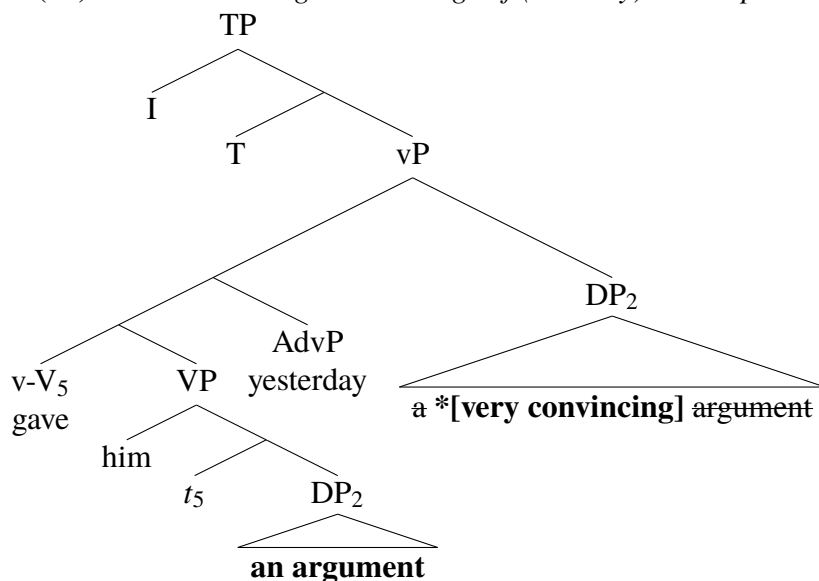 TP
I
T vP
DP₂
AdvP
yesterday
v-V₅ VP
gave
a *[very convincing] argument
him
t₅ DP₂
an argument